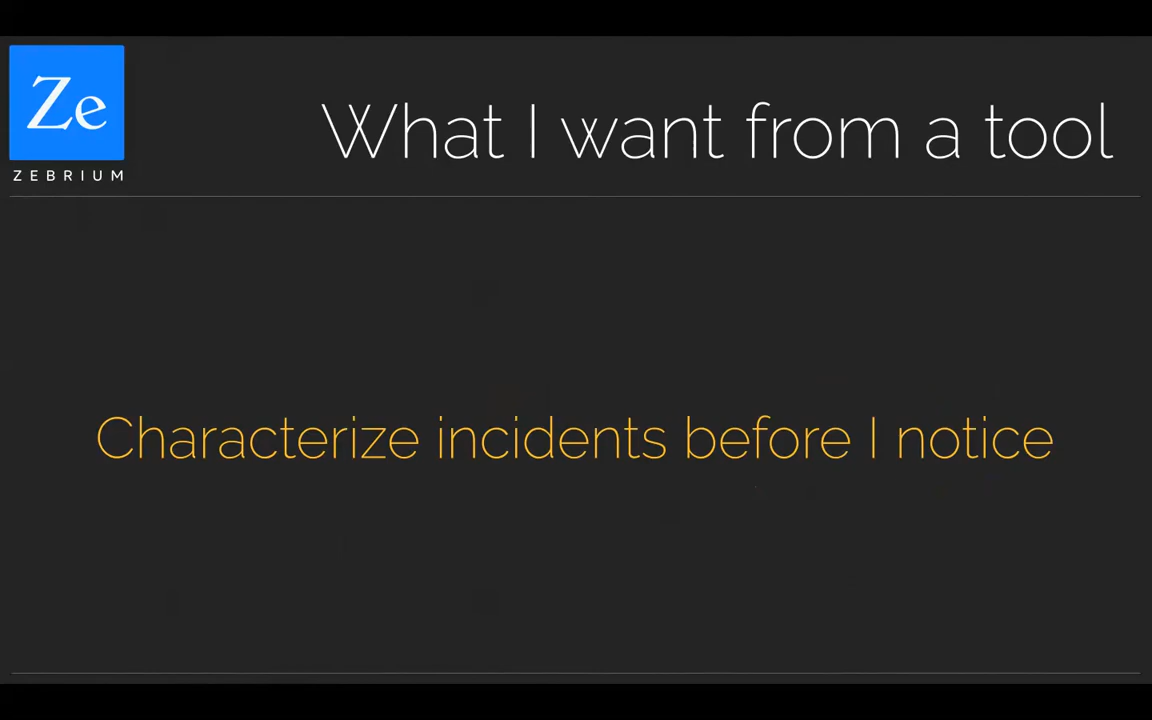 Ze
ZEBRIUM
What I want from a tool
Characterize incidents before I notice